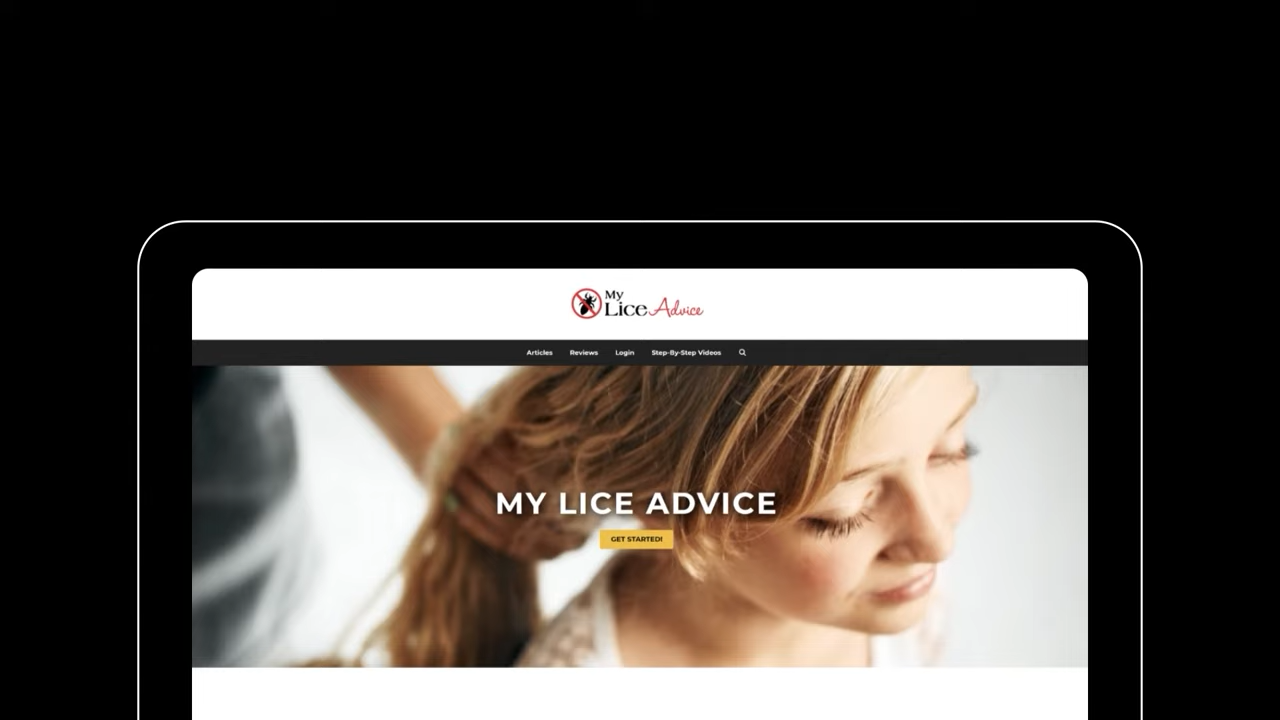 My
Lice Advice
Articles Reviews Login Step-By-Step Videos
MY LICE ADVICE
GET STARTED!